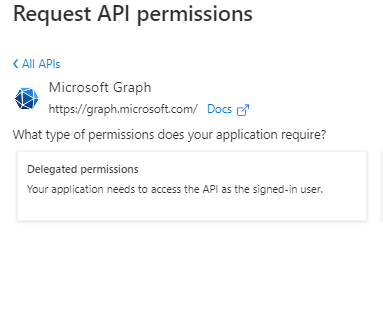 Request API permissions
All APIs
Microsoft Graph
https://graph.microsoft.com/ Docs
What type of permissions does your application require?
Delegated permissions
Your application needs to access the API as the signed-in user.